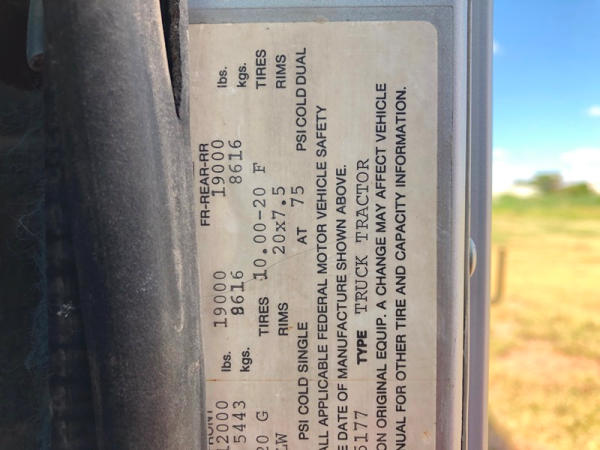 FRONT FR-REAR-RR
12000 lbs. 19000 19000 lbs.
5443 kgs. 8616 8616 kgs.
20 G TIRES 10.00-20 F TIRES
LW RIMS 20x7.5 RIMS
PSI COLD SINGLE AT 75 PSI COLD DUAL
ALL APPLICABLE FEDERAL MOTOR VEHICLE SAFETY
E DATE OF MANUFACTURE SHOWN ABOVE.
5177 TYPE TRUCK TRACTOR
ON ORIGINAL EQUIP. A CHANGE MAY AFFECT VEHICLE
NUAL FOR OTHER TIRE AND CAPACITY INFORMATION.